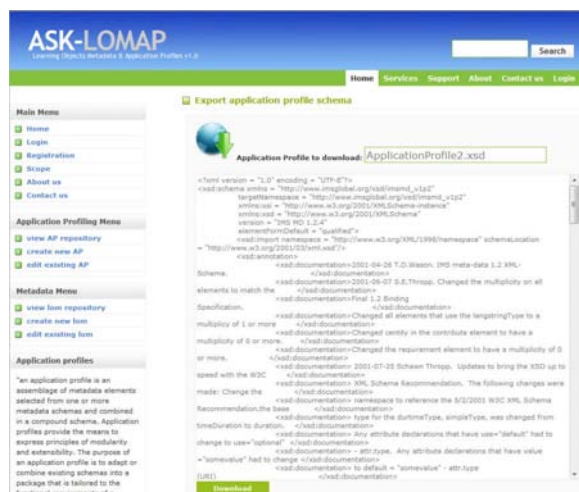 ASK-LOMAP
Learning Objects Metadata & Application Profiles v1.0
Search
Home Services Support About Contact us Login
Main Menu
Home
Login
Registration
Scope
About us
Contact us
Application Profiling Menu
view AP repository
create new AP
edit existing AP
Metadata Menu
view lom repository
create new lom
edit existing lom
Application profiles
"an application profile is an
assemblage of metadata elements
selected from one or more
metadata schemas and combined
in a compound schema. Application
profiles provide the means to
express principles of modularity
and extensibility. The purpose of
an application profile is to adapt or
combine existing schemas into a
package that is tailored to the
Export application profile schema
Application Profile to download: ApplicationProfile2.xsd
<?xml version = "1.0" encoding = "UTF-8"?>
<xsd:schema xmlns = "http://www.imsglobal.org/xsd/imsmd_v1p2"
targetNamespace = "http://www.imsglobal.org/xsd/imsmd_v1p2"
xmlns:xsi = "http://www.w3.org/2001/XMLSchema-instance"
xmlns:xsd = "http://www.w3.org/2001/XMLSchema"
version = "IMS MD 1.2.4"
elementFormDefault = "qualified">
<xsd:import namespace = "http://www.w3.org/XML/1998/namespace" schemaLocation
= "http://www.w3.org/2001/03/xml.xsd"/>
<xsd:annotation>
<xsd:documentation>2001-04-26 T.D.Wason. IMS meta-data 1.2 XML-
Schema. </xsd:documentation>
<xsd:documentation>2001-06-07 S.E.Thropp. Changed the multiplicity on all
elements to match the </xsd:documentation>
<xsd:documentation>Final 1.2 Binding
Specification. </xsd:documentation>
<xsd:documentation>Changed all elements that use the langstringType to a
multiplicy of 1 or more </xsd:documentation>
<xsd:documentation>Changed centity in the contribute element to have a
multiplicity of 0 or more. </xsd:documentation>
<xsd:documentation>Changed the requirement element to have a multiplicity of 0
or more. </xsd:documentation>
<xsd:documentation> 2001-07-25 Schawn Thropp. Updates to bring the XSD up to
speed with the W3C </xsd:documentation>
<xsd:documentation> XML Schema Recommendation. The following changes were
made: Change the </xsd:documentation>
<xsd:documentation> namespace to reference the 5/2/2001 W3C XML Schema
Recommendation,the base </xsd:documentation>
<xsd:documentation> type for the durtimeType, simpleType, was changed from
timeDuration to duration. </xsd:documentation>
<xsd:documentation> Any attribute declarations that have use="default" had to
change to use="optional" </xsd:documentation>
<xsd:documentation> - attr.type. Any attribute declarations that have value
="somevalue" had to change </xsd:documentation>
<xsd:documentation> to default = "somevalue" - attr.type
(URI) </xsd:documentation>
Download